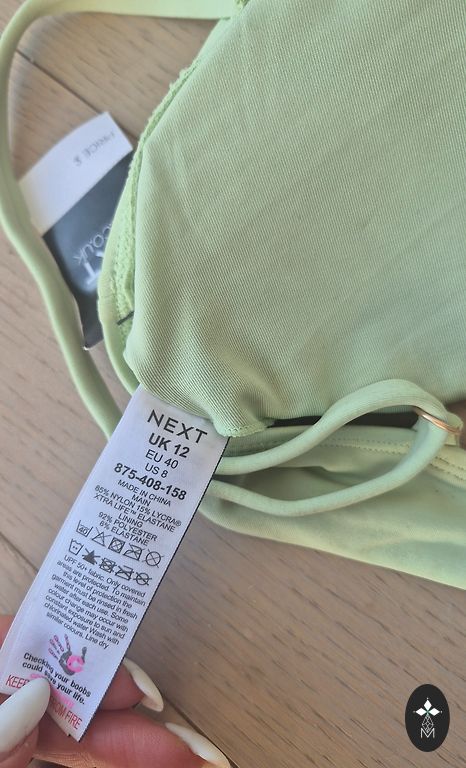 PRICE &
NEXT
UK 12
EU 40
US 8
875-408-158
MADE IN CHINA
MAIN
85% NYLON 15% LYCRA®
XTRA LIFE™ ELASTANE
LINING
92% POLYESTER
8% ELASTANE
UPF 50+ fabric. Only covered
areas are protected. To maintain
this level of protection the
garment must be rinsed in fresh
water after each use. Some
colour change may occur with
constant exposure to sun and
chlorinated water Wash with
similar colours. Line dry
Checking your boobs
could save your life.
KEEP
FROM FIRE
M